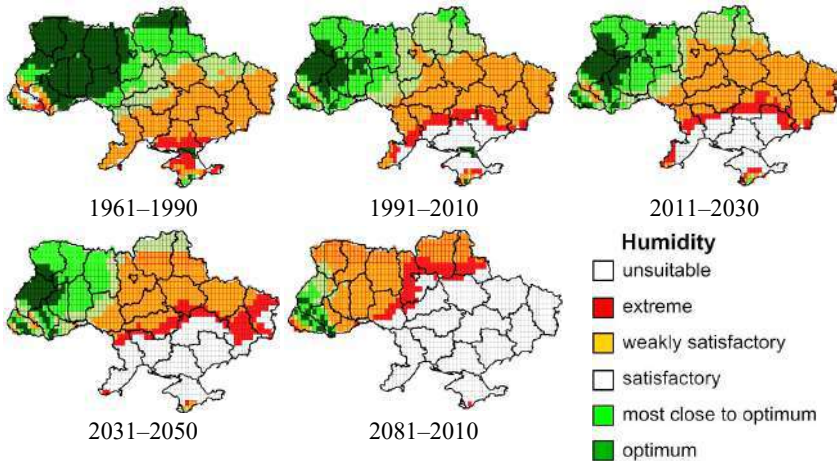 1961–1990
1991–2010
2011–2030
2031–2050
2081–2010
Humidity
unsuitable
extreme
weakly satisfactory
satisfactory
most close to optimum
optimum